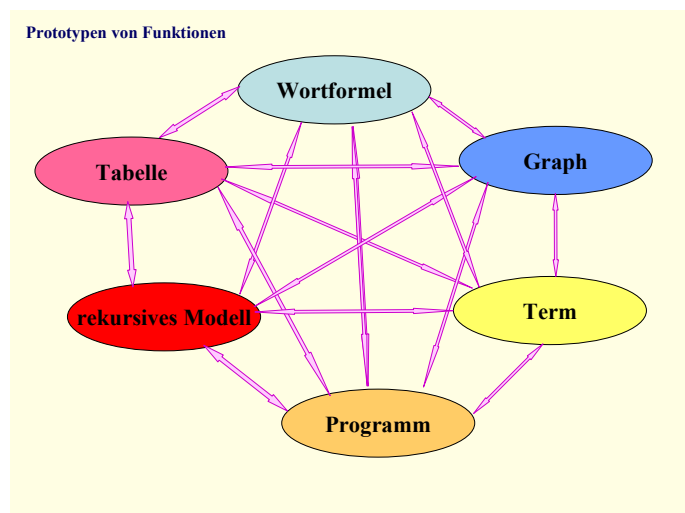 Prototypen von Funktionen
Wortformel
Graph
Tabelle
Term
rekursives Modell
Programm